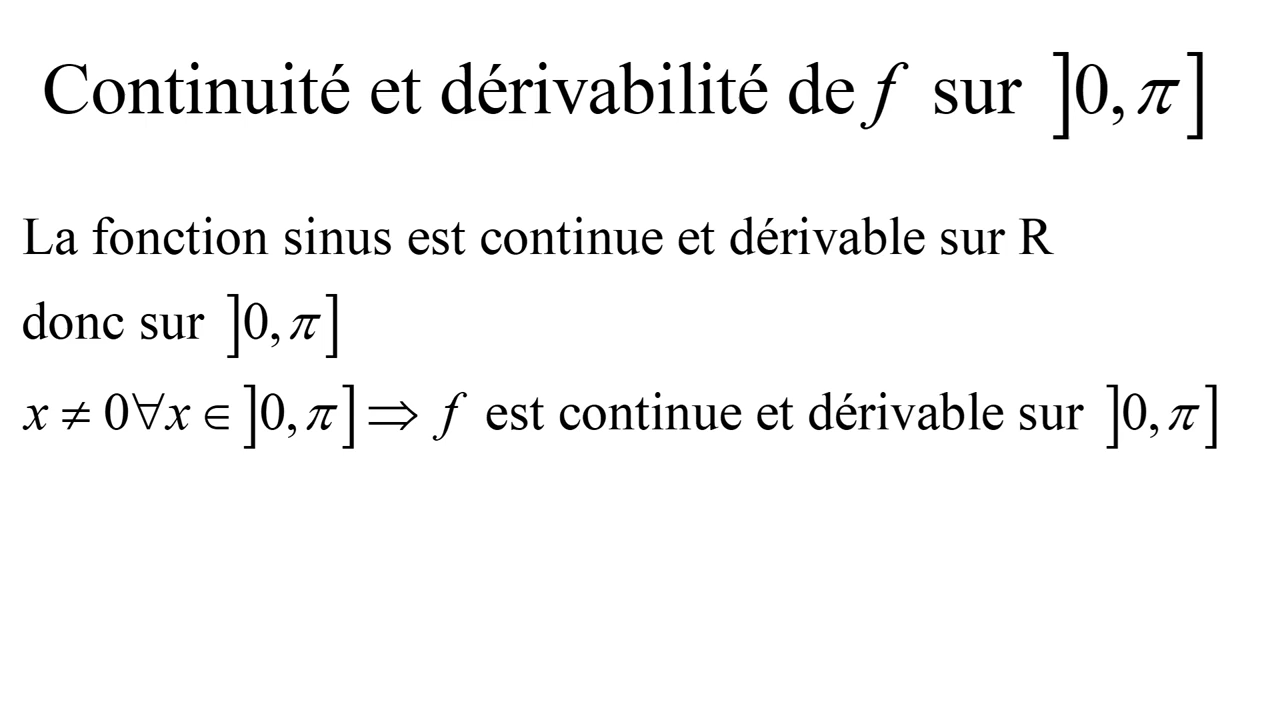 Continuité et dérivabilité de f sur ]0, π]
La fonction sinus est continue et dérivable sur R
donc sur ]0, π]
x ≠ 0∀x ∈ ]0, π] ⇒ f est continue et dérivable sur ]0, π]